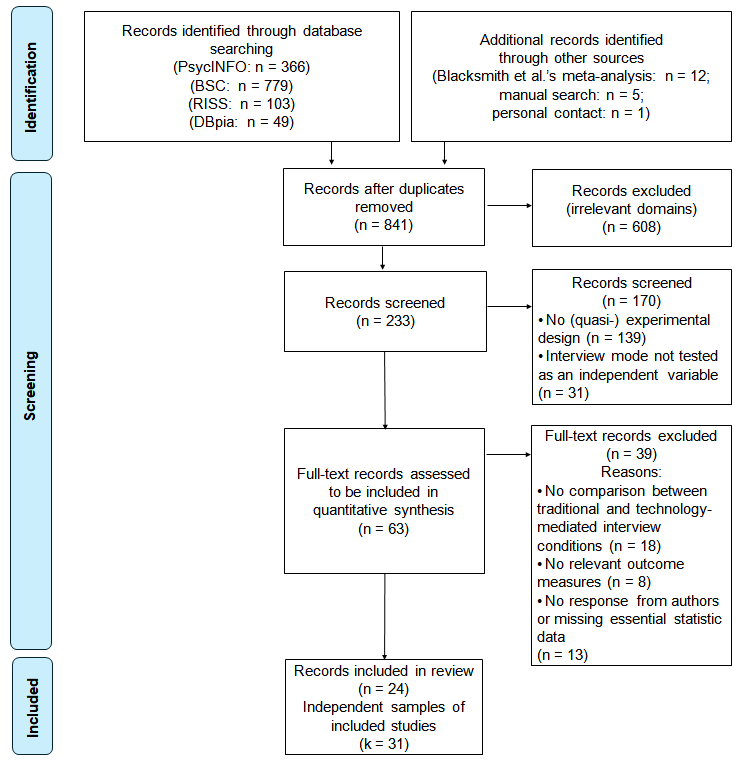 Identification
Records identified through database
searching
(PsycINFO: n = 366)
(BSC: n = 779)
(RISS: n = 103)
(DBpia: n = 49)
Additional records identified
through other sources
(Blacksmith et al.'s meta-analysis: n = 12;
manual search: n = 5;
personal contact: n = 1)
Screening
Records after duplicates
removed
(n = 841)
Records excluded
(irrelevant domains)
(n = 608)
Records screened
(n = 233)
Records screened
(n = 170)
• No (quasi-) experimental
design (n = 139)
• Interview mode not tested
as an independent variable
(n = 31)
Full-text records assessed
to be included in
quantitative synthesis
(n = 63)
Full-text records excluded
(n = 39)
Reasons:
• No comparison between
traditional and technology-
mediated interview
conditions (n = 18)
• No relevant outcome
measures (n = 8)
• No response from authors
or missing essential statistic
data
(n = 13)
Included
Records included in review
(n = 24)
Independent samples of
included studies
(k = 31)